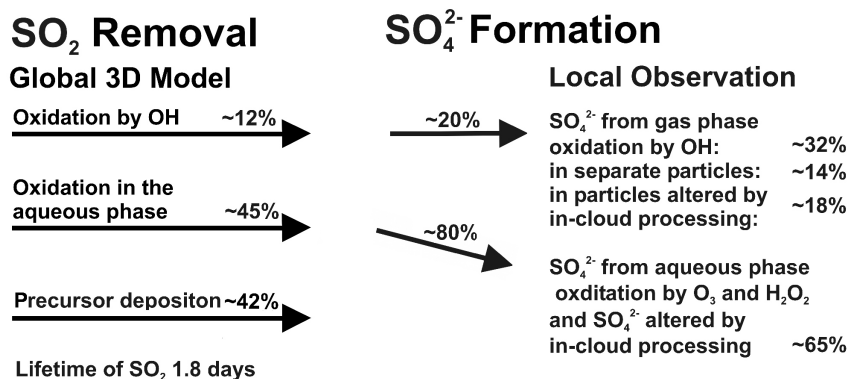 SO₂ Removal
SO₄²⁻ Formation
Global 3D Model
Local Observation
Oxidation by OH ~12%
~20%
SO₄²⁻ from gas phase
oxidation by OH: ~32%
in separate particles: ~14%
in particles altered by
in-cloud processing: ~18%
Oxidation in the
aqueous phase ~45%
~80%
SO₄²⁻ from aqueous phase
oxditation by O₃ and H₂O₂
and SO₄²⁻ altered by
in-cloud processing ~65%
Precursor depositon ~42%
Lifetime of SO₂ 1.8 days